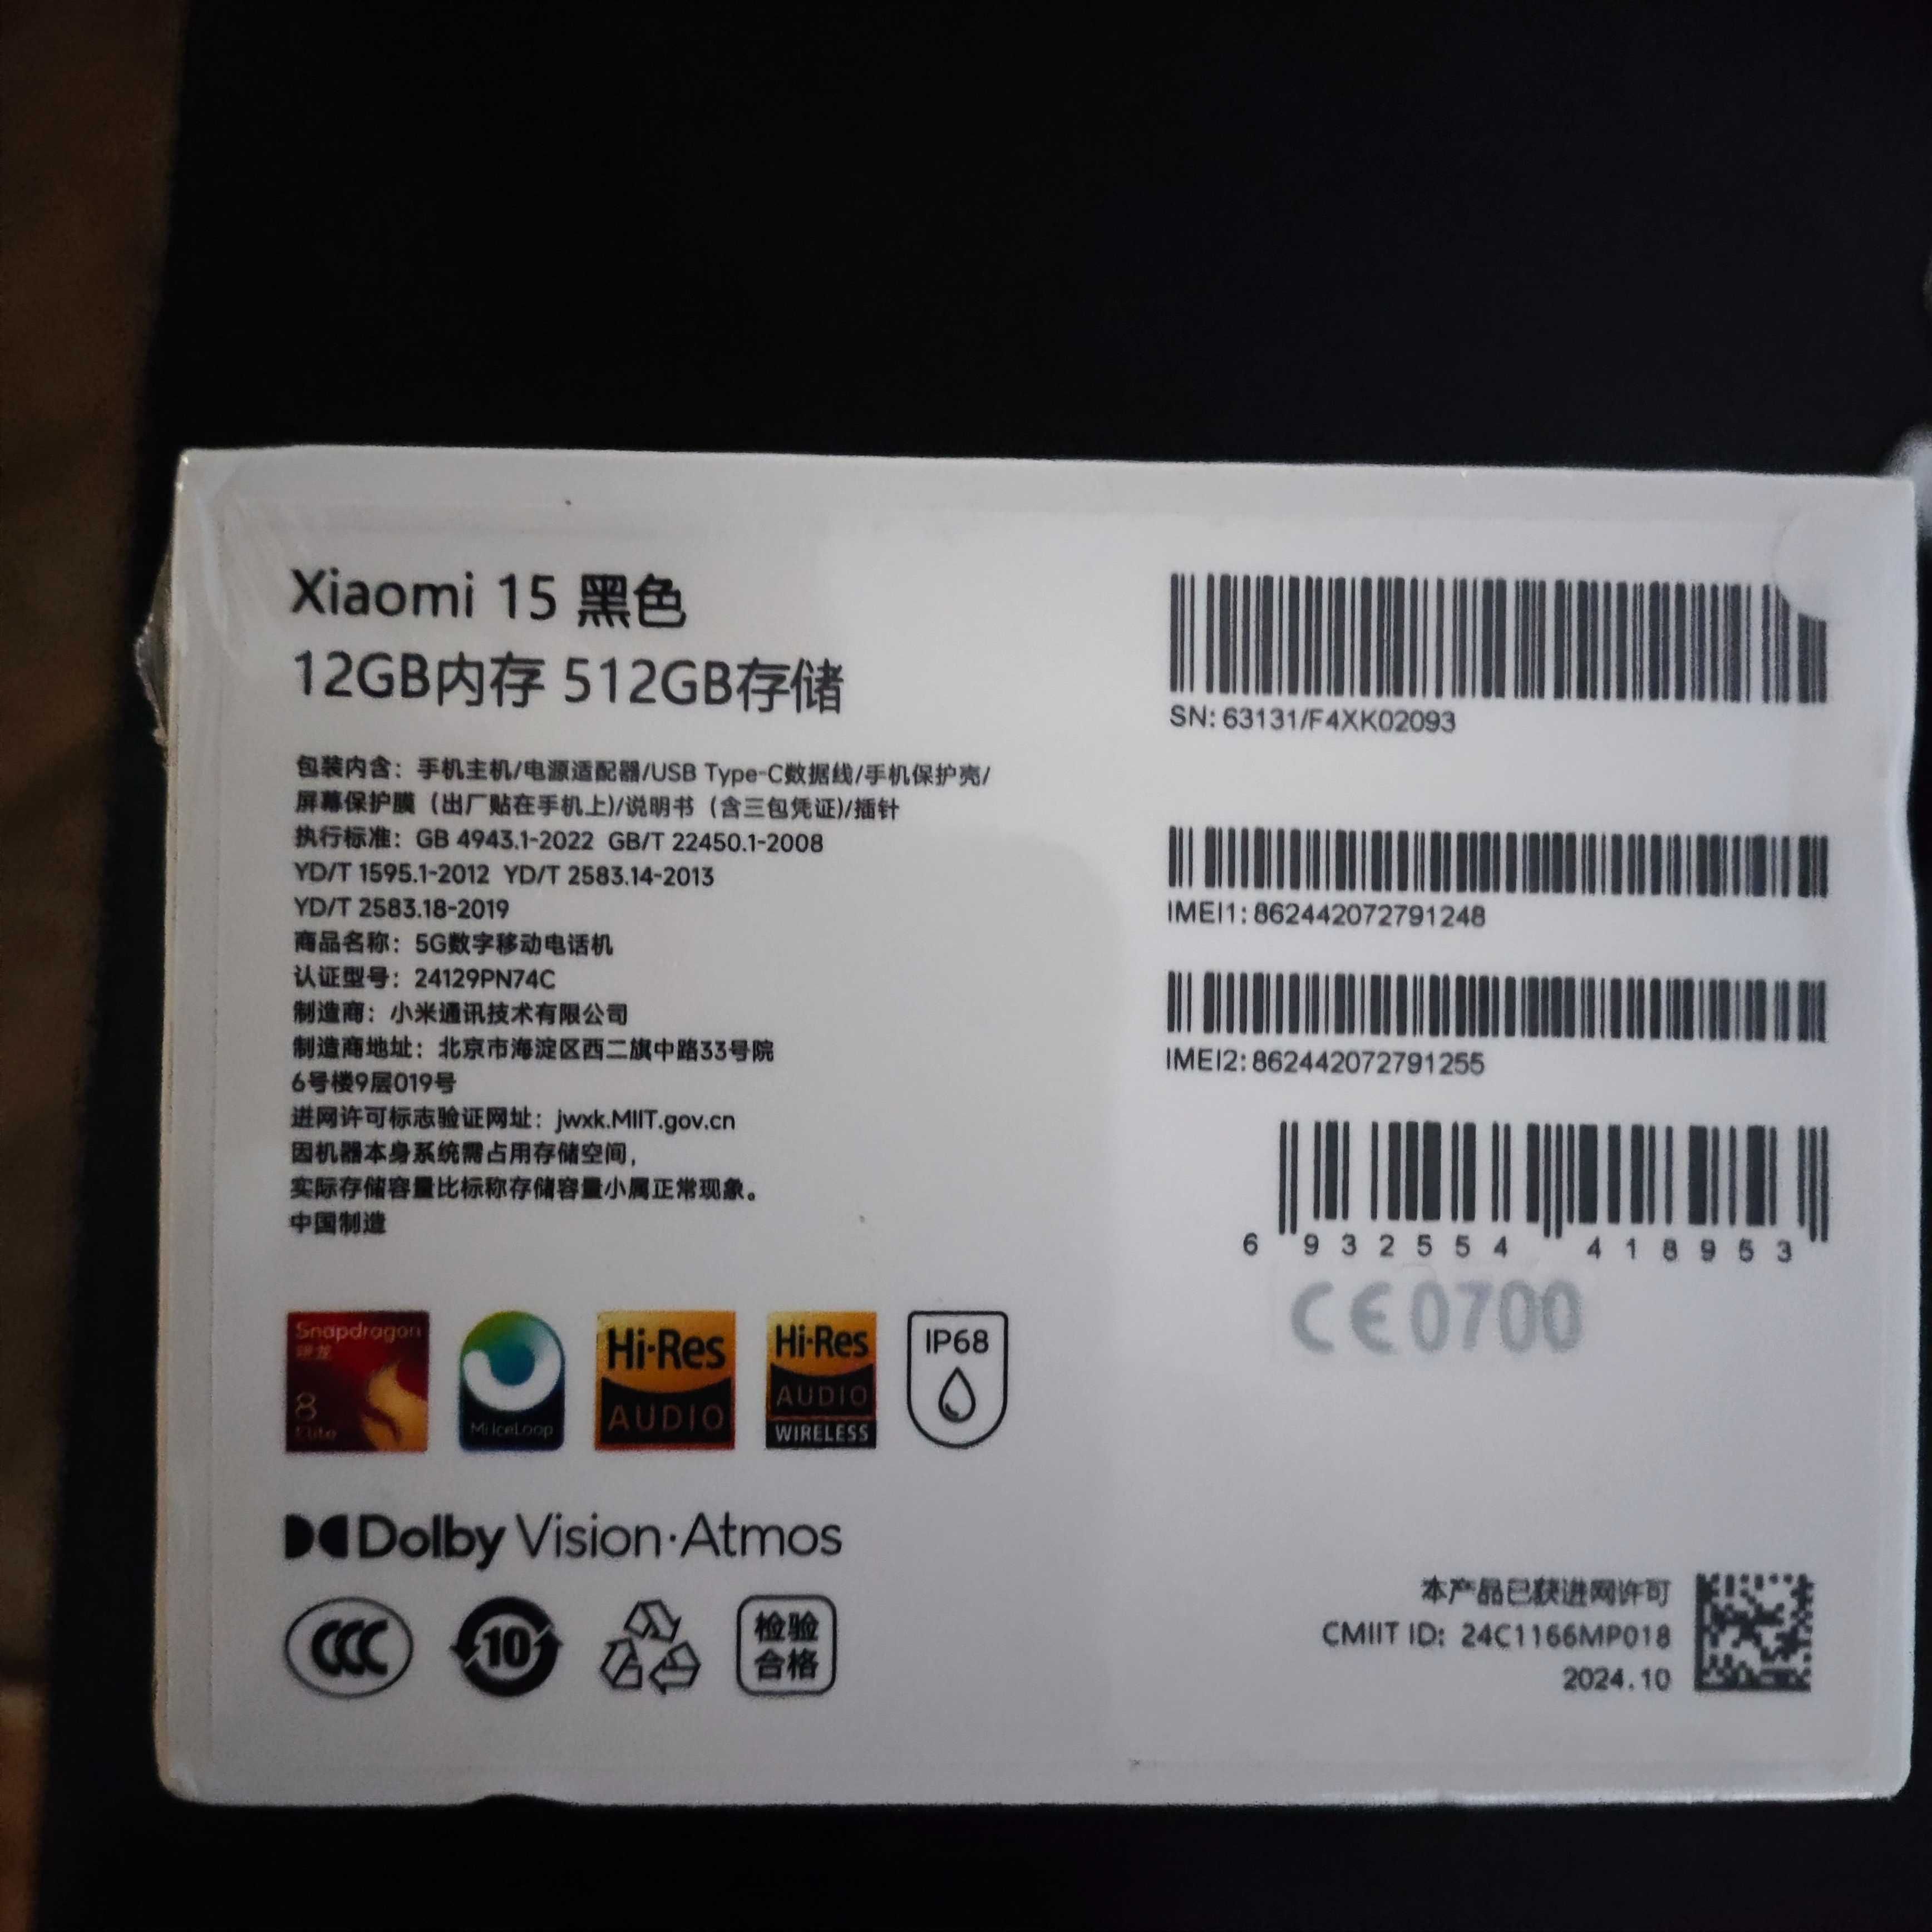 Xiaomi 15 黑色
12GB内存 512GB存储
包装内含：手机主机/电源适配器/USB Type-C数据线/手机保护壳/
屏幕保护膜（出厂贴在手机上)/说明书（含三包凭证)/插针
执行标准：GB 4943.1-2022 GB/T 22450.1-2008
YD/T 1595.1-2012 YD/T 2583.14-2013
YD/T 2583.18-2019
商品名称：5G数字移动电话机
认证型号：24129PN74C
制造商：小米通讯技术有限公司
制造商地址：北京市海淀区西二旗中路33号院
6号楼9层019号
进网许可标志验证网址：jwxk.MIIT.gov.cn
因机器本身系统需占用存储空间，
实际存储容量比标称存储容量小属正常现象。
中国制造
Snapdragon
骁龙
8
Elite
Mi IceLoop
Hi-Res
AUDIO
Hi-Res
AUDIO
WIRELESS
IP68
Dolby Vision·Atmos
CCC
10
检验
合格
SN: 63131/F4XK02093
IMEI1: 862442072791248
IMEI2: 862442072791255
6 932554 418953
CE0700
本产品已获进网许可
CMIIT ID: 24C1166MP018
2024.10